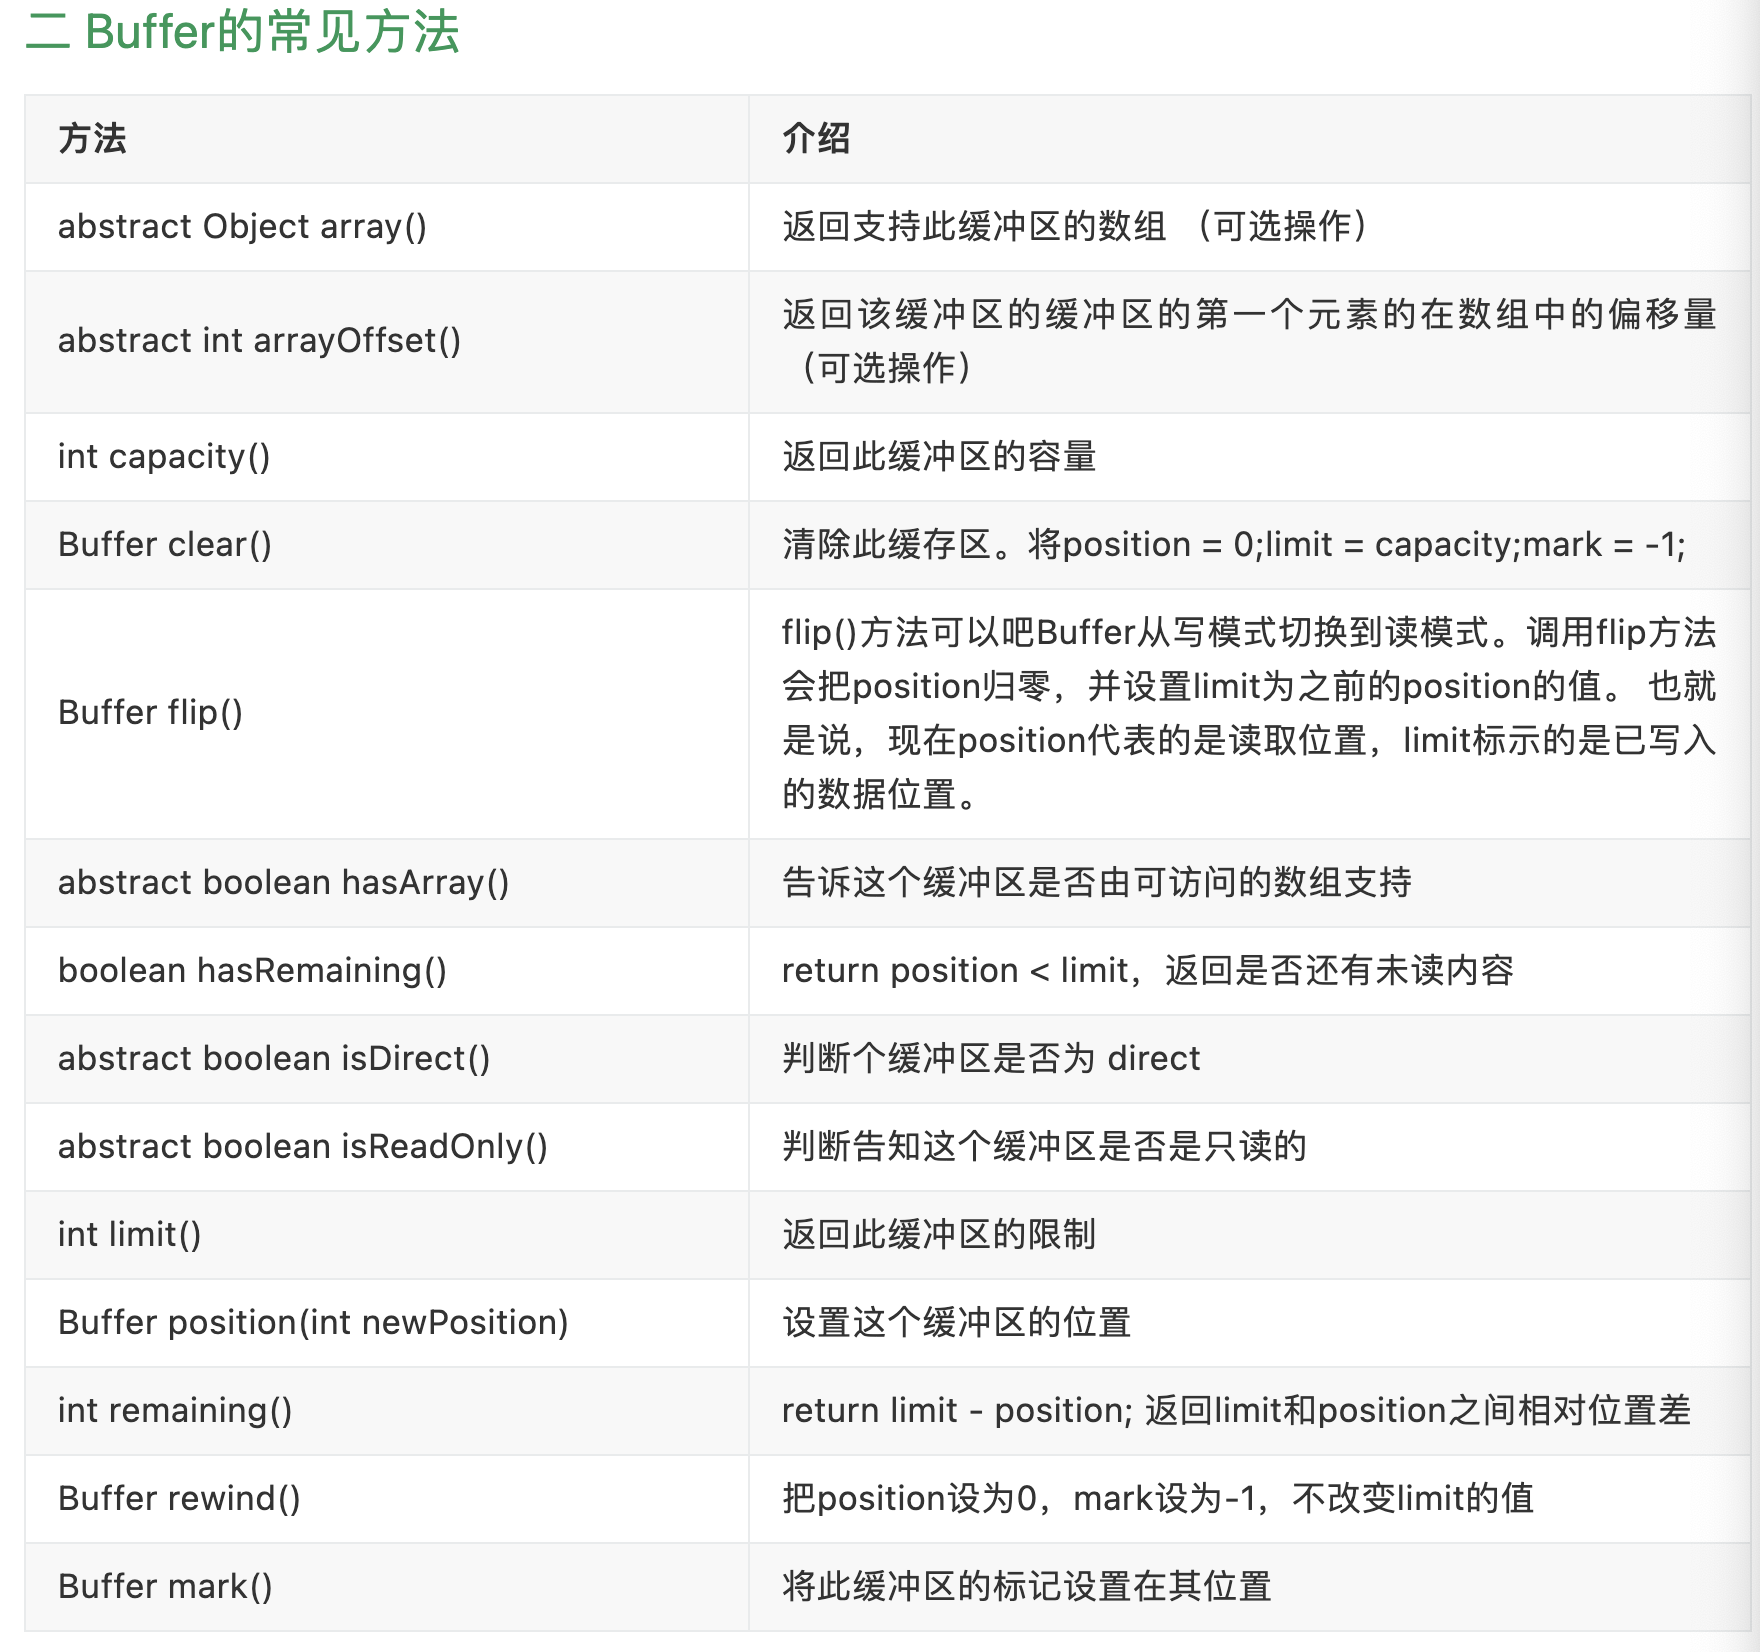 二 Buffer的常见方法
方法 介绍
abstract Object array() 返回支持此缓冲区的数组 （可选操作）
abstract int arrayOffset() 返回该缓冲区的缓冲区的第一个元素的在数组中的偏移量
（可选操作）
int capacity() 返回此缓冲区的容量
Buffer clear() 清除此缓存区。将position = 0;limit = capacity;mark = -1;
Buffer flip() flip()方法可以吧Buffer从写模式切换到读模式。调用flip方法
会把position归零，并设置limit为之前的position的值。 也就
是说，现在position代表的是读取位置，limit标示的是已写入
的数据位置。
abstract boolean hasArray() 告诉这个缓冲区是否由可访问的数组支持
boolean hasRemaining() return position < limit，返回是否还有未读内容
abstract boolean isDirect() 判断个缓冲区是否为 direct
abstract boolean isReadOnly() 判断告知这个缓冲区是否是只读的
int limit() 返回此缓冲区的限制
Buffer position(int newPosition) 设置这个缓冲区的位置
int remaining() return limit - position; 返回limit和position之间相对位置差
Buffer rewind() 把position设为0，mark设为-1，不改变limit的值
Buffer mark() 将此缓冲区的标记设置在其位置